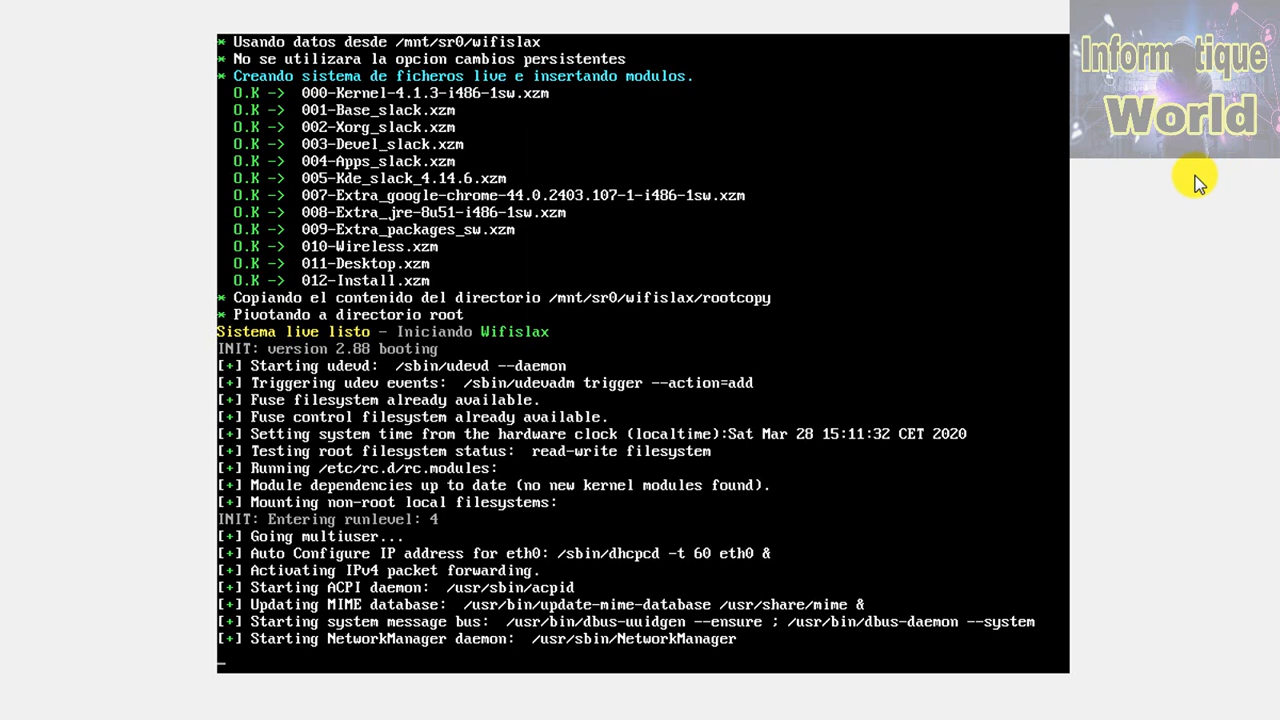 * Usando datos desde /mnt/sr0/wifislax
* No se utilizara la opcion cambios persistentes
* Creando sistema de ficheros live e insertando modulos.
O.K -> 000-Kernel-4.1.3-i486-1sw.xzm
O.K -> 001-Base_slack.xzm
O.K -> 002-Xorg_slack.xzm
O.K -> 003-Devel_slack.xzm
O.K -> 004-Apps_slack.xzm
O.K -> 005-Kde_slack_4.14.6.xzm
O.K -> 007-Extra_google-chrome-44.0.2403.107-1-i486-1sw.xzm
O.K -> 008-Extra_jre-8u51-i486-1sw.xzm
O.K -> 009-Extra_packages_sw.xzm
O.K -> 010-Wireless.xzm
O.K -> 011-Desktop.xzm
O.K -> 012-Install.xzm
* Copiando el contenido del directorio /mnt/sr0/wifislax/rootcopy
* Pivotando a directorio root
Sistema live listo - Iniciando Wifislax
INIT: version 2.88 booting
[+] Starting udevd: /sbin/udevd --daemon
[+] Triggering udev events: /sbin/udevadm trigger --action=add
[+] Fuse filesystem already available.
[+] Fuse control filesystem already available.
[+] Setting system time from the hardware clock (localtime):Sat Mar 28 15:11:32 CET 2020
[+] Testing root filesystem status: read-write filesystem
[+] Running /etc/rc.d/rc.modules:
[+] Module dependencies up to date (no new kernel modules found).
[+] Mounting non-root local filesystems:
INIT: Entering runlevel: 4
[+] Going multiuser...
[+] Auto Configure IP address for eth0: /sbin/dhcpcd -t 60 eth0 &
[+] Activating IPv4 packet forwarding.
[+] Starting ACPI daemon: /usr/sbin/acpid
[+] Updating MIME database: /usr/bin/update-mime-database /usr/share/mime &
[+] Starting system message bus: /usr/bin/dbus-uuidgen --ensure ; /usr/bin/dbus-daemon --system
[+] Starting NetworkManager daemon: /usr/sbin/NetworkManager
Informatique
World